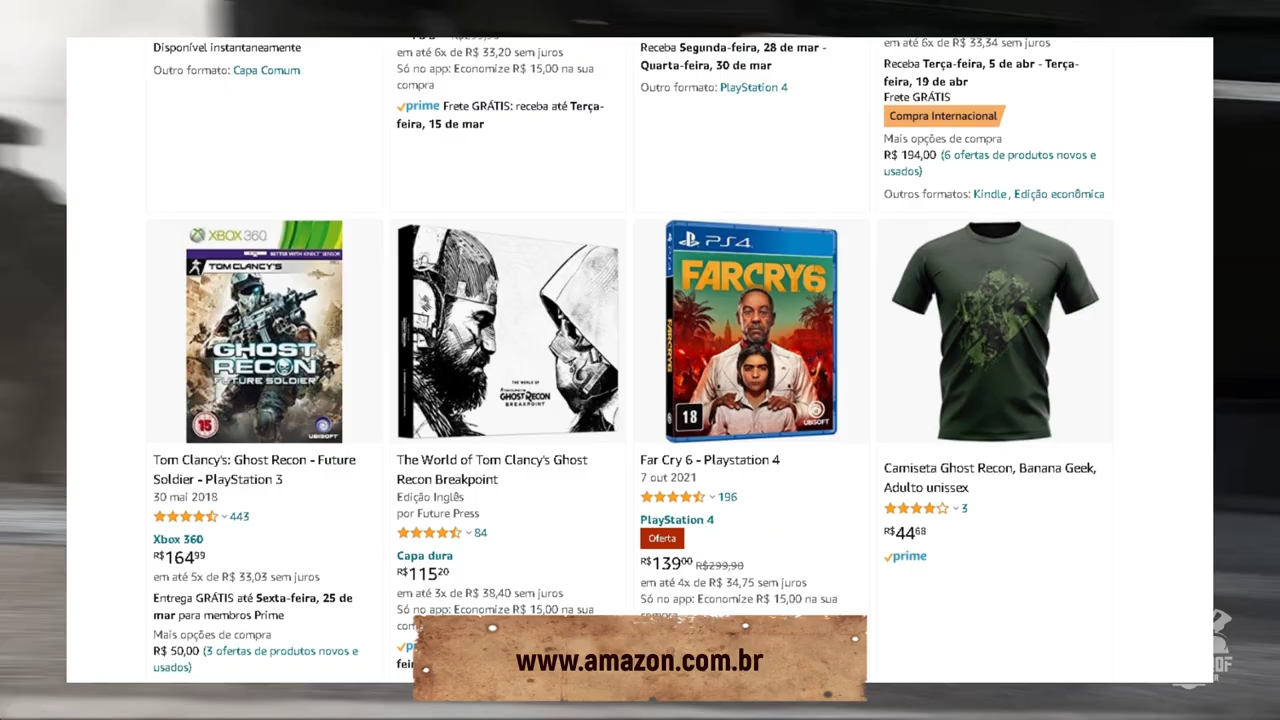 Disponível instantaneamente
Outro formato: Capa Comum
em até 6x de R$ 33,20 sem juros
Só no app: Economize R$ 15,00 na sua
compra
prime Frete GRÁTIS: receba até Terça-
feira, 15 de mar
Receba Segunda-feira, 28 de mar -
Quarta-feira, 30 de mar
Outro formato: PlayStation 4
em até 6x de R$ 33,34 sem juros
Receba Terça-feira, 5 de abr - Terça-
feira, 19 de abr
Frete GRÁTIS
Compra Internacional
Mais opções de compra
R$ 194,00 (6 ofertas de produtos novos e
usados)
Outros formatos: Kindle, Edição econômica
XBOX 360
BETTER WITH KINECT SENSOR
TOM CLANCY'S
GHOST
RECON
FUTURE SOLDIER
15
UBISOFT
Tom Clancy's: Ghost Recon - Future
Soldier - PlayStation 3
30 mai 2018
443
Xbox 360
R$16499
em até 5x de R$ 33,03 sem juros
Entrega GRÁTIS até Sexta-feira, 25 de
mar para membros Prime
Mais opções de compra
R$ 50,00 (3 ofertas de produtos novos e
usados)
THE WORLD OF
GHOST RECON
BREAKPOINT
The World of Tom Clancy's Ghost
Recon Breakpoint
Edição Inglês
por Future Press
84
Capa dura
R$11520
em até 3x de R$ 38,40 sem juros
Só no app: Economize R$ 15,00 na sua
PS4
PS4
FARCRY6
18
UBISOFT
Far Cry 6 - Playstation 4
7 out 2021
196
PlayStation 4
Oferta
R$13900 R$299,90
em até 4x de R$ 34,75 sem juros
Só no app: Economize R$ 15,00 na sua
Camiseta Ghost Recon, Banana Geek,
Adulto unissex
3
R$4468
prime
www.amazon.com.br